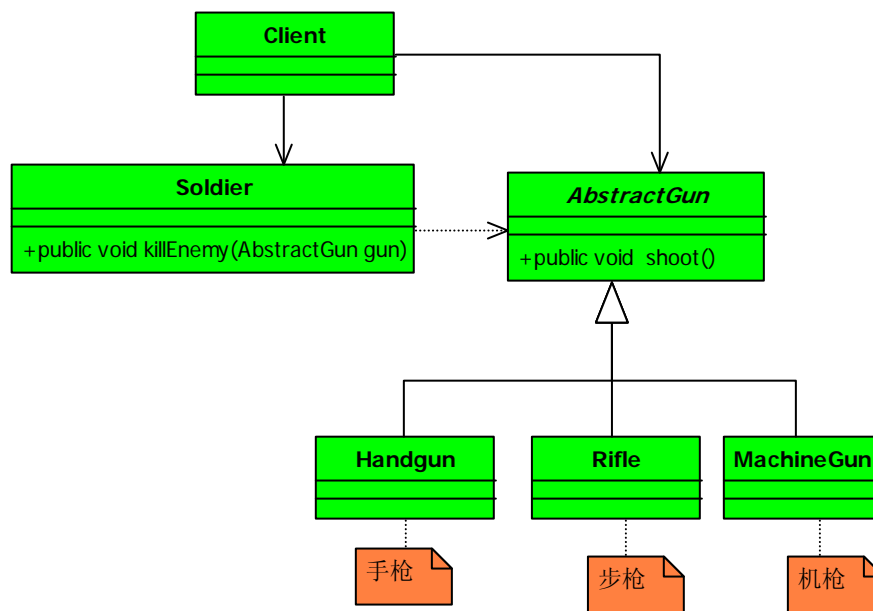 Client
Soldier
+public void killEnemy(AbstractGun gun)
AbstractGun
+public void shoot()
Handgun
Rifle
MachineGun
手枪
步枪
机枪